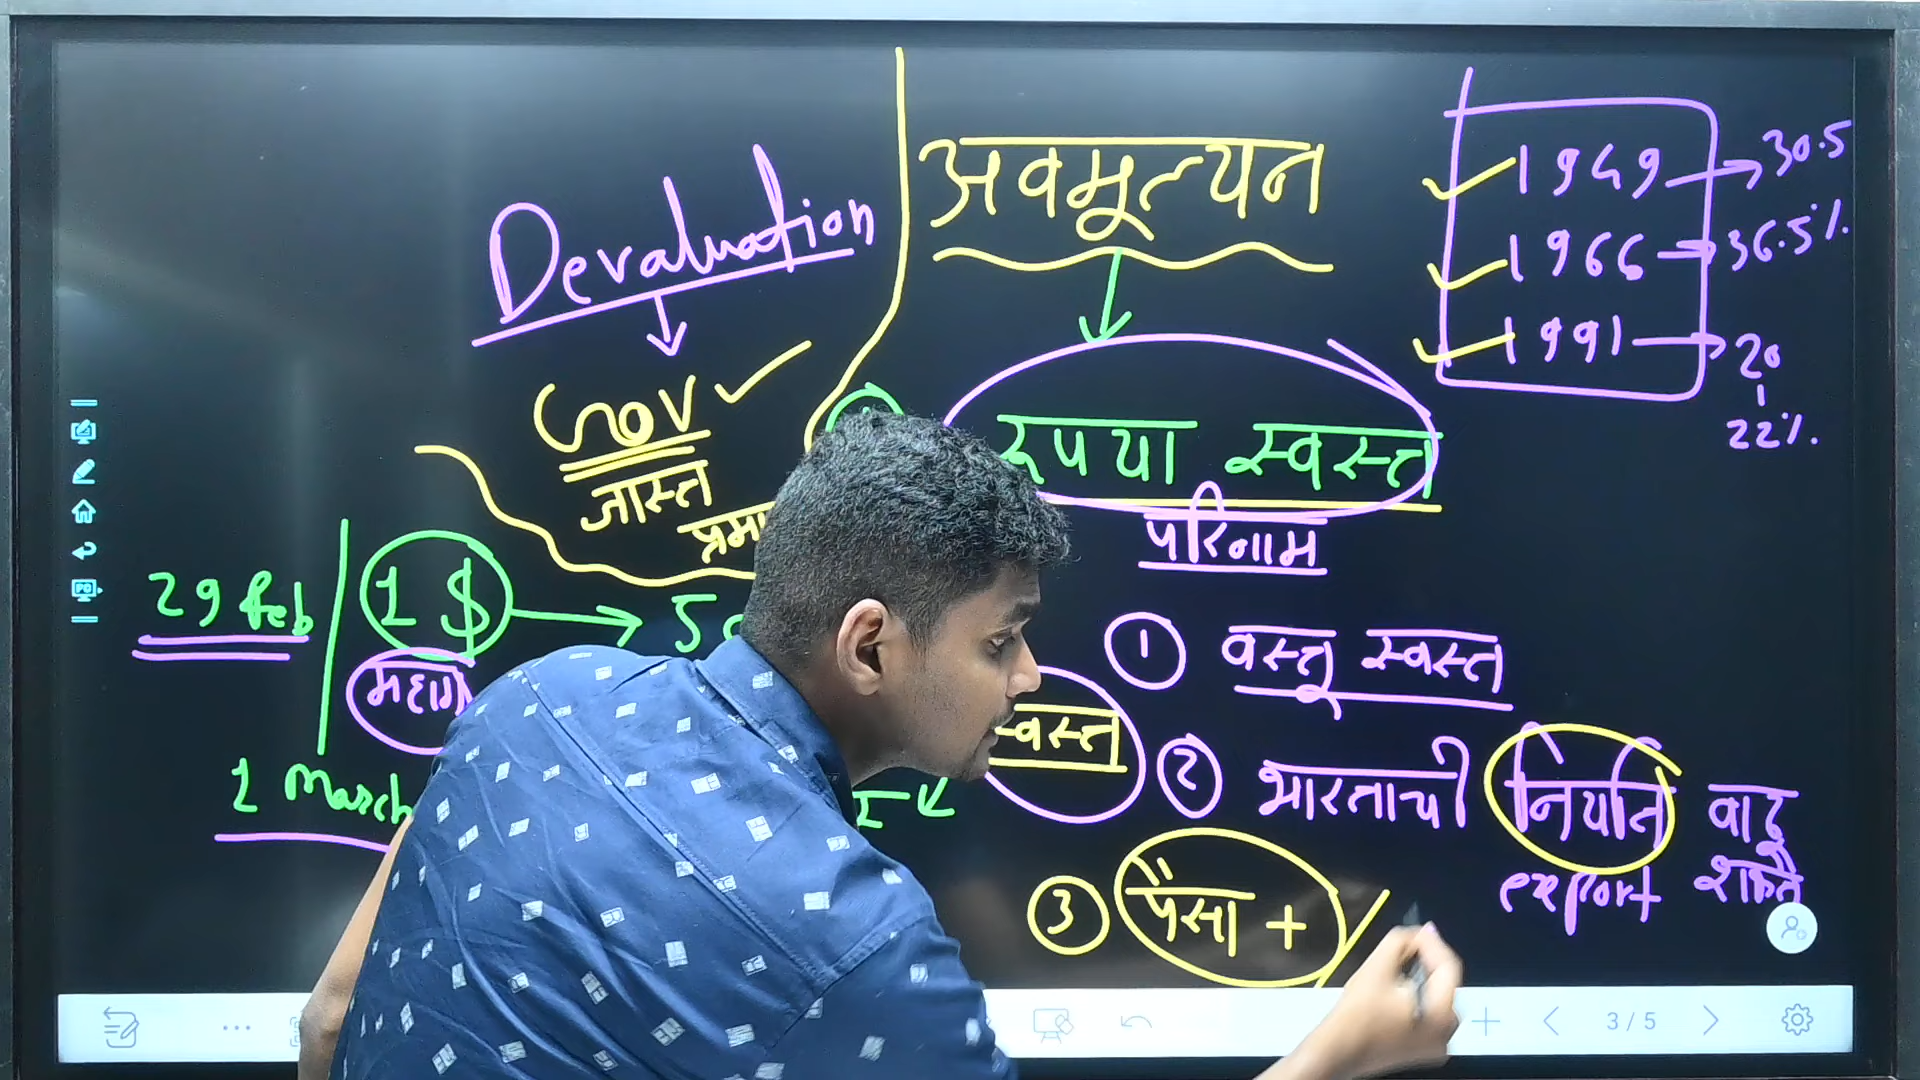 Devaluation
Gov
जास्त
29 feb
1 $
1 March
अवमूल्यन
रूपया स्वस्त
परिनाम
① वस्तू स्वस्त
② भारताची निर्यात वाढू
export शकते
③ पैसा +
स्वस्त
1949 → 30.5
1966 → 36.5%
1991 → 20
22%
3 / 5